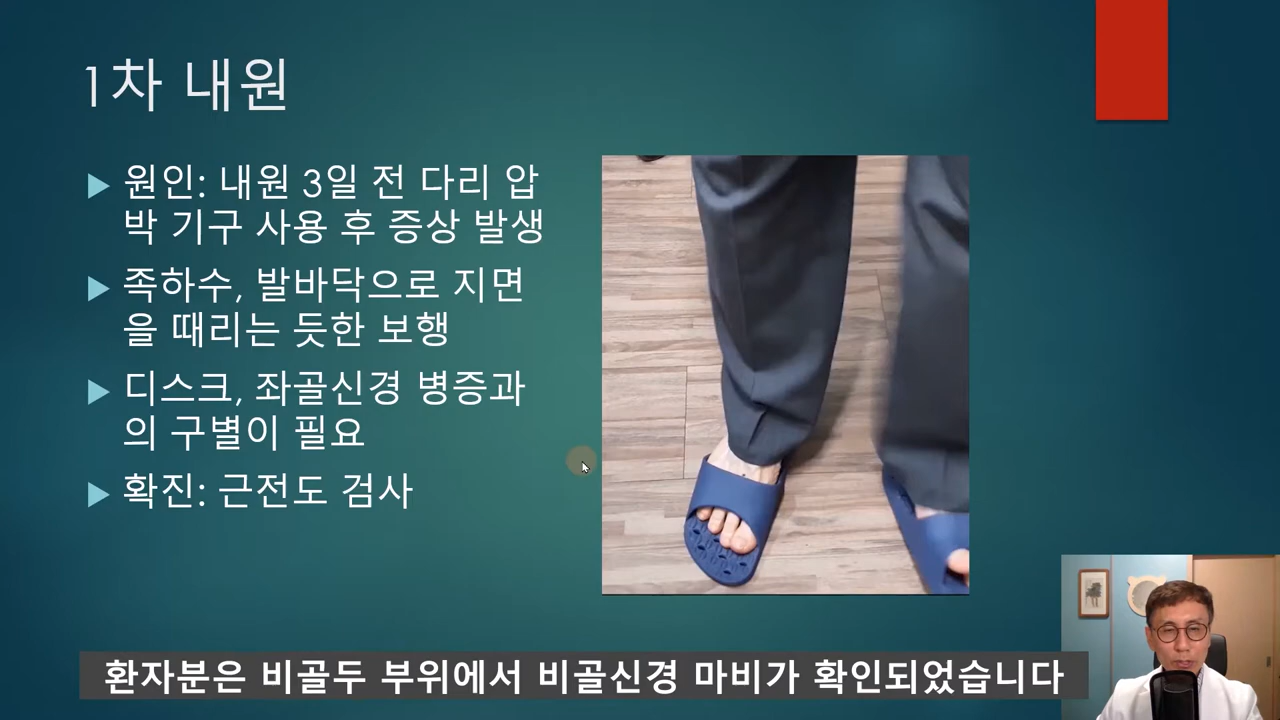 1차 내원
원인: 내원 3일 전 다리 압
박 기구 사용 후 증상 발생
족하수, 발바닥으로 지면
을 때리는 듯한 보행
디스크, 좌골신경 병증과
의 구별이 필요
확진: 근전도 검사
환자분은 비골두 부위에서 비골신경 마비가 확인되었습니다